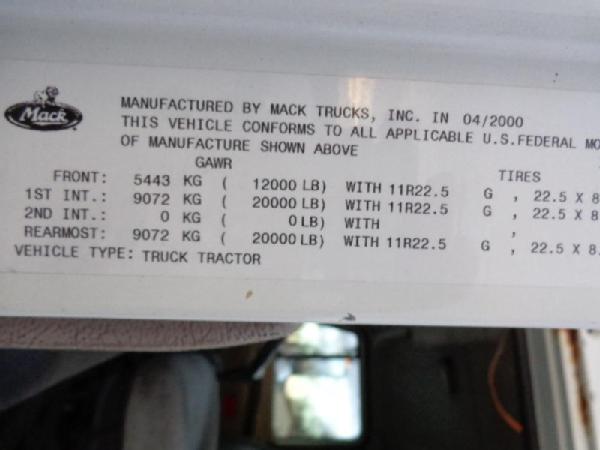 Mack
MANUFACTURED BY MACK TRUCKS, INC. IN 04/2000
THIS VEHICLE CONFORMS TO ALL APPLICABLE U.S.FEDERAL MO
OF MANUFACTURE SHOWN ABOVE
GAWR TIRES
FRONT: 5443 KG ( 12000 LB) WITH 11R22.5 G , 22.5 X 8
1ST INT.: 9072 KG ( 20000 LB) WITH 11R22.5 G , 22.5 X 8
2ND INT.: 0 KG ( 0 LB) WITH ,
REARMOST: 9072 KG ( 20000 LB) WITH 11R22.5 G , 22.5 X 8.
VEHICLE TYPE: TRUCK TRACTOR